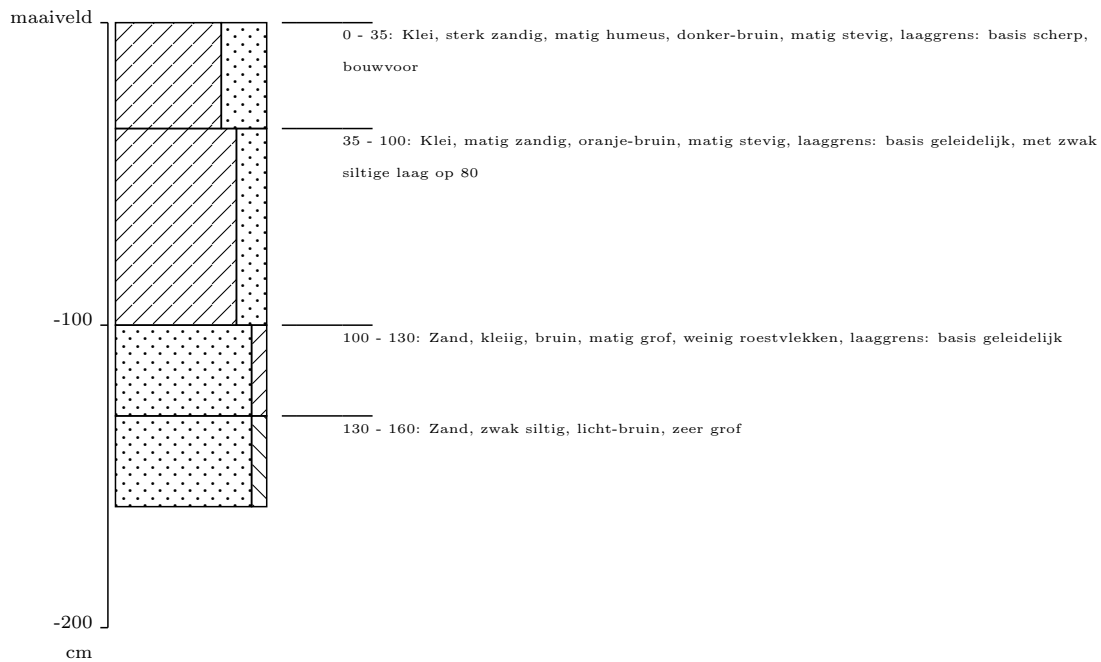 maaiveld
0 - 35: Klei, sterk zandig, matig humeus, donker-bruin, matig stevig, laaggrens: basis scherp,
bouwvoor
35 - 100: Klei, matig zandig, oranje-bruin, matig stevig, laaggrens: basis geleidelijk, met zwak
siltige laag op 80
-100
100 - 130: Zand, kleiig, bruin, matig grof, weinig roestvlekken, laaggrens: basis geleidelijk
130 - 160: Zand, zwak siltig, licht-bruin, zeer grof
-200
cm